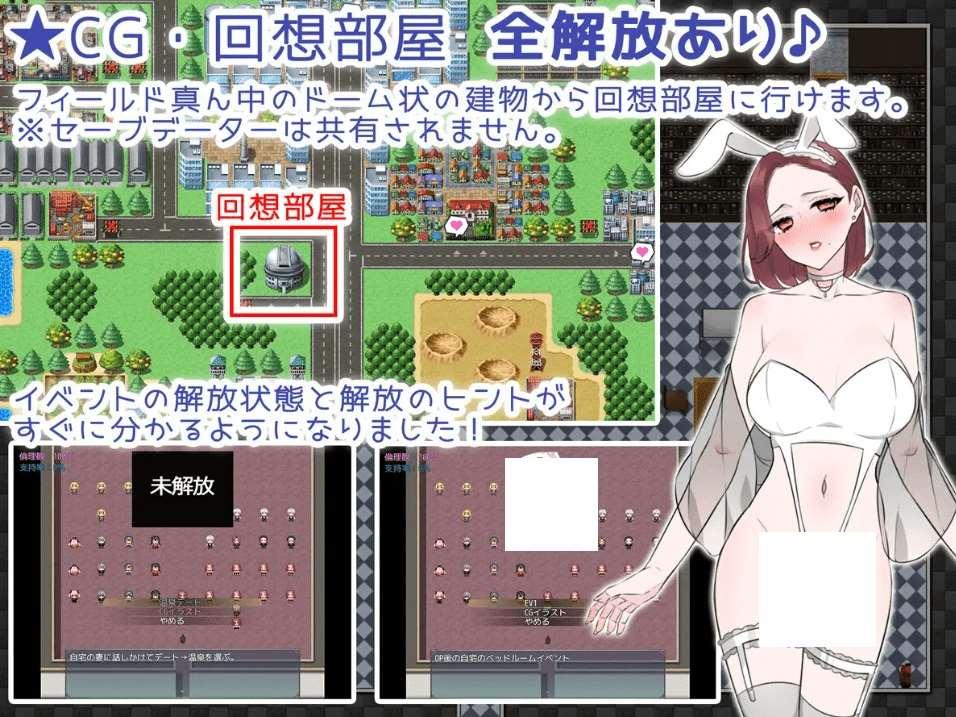 ★CG・回想部屋 全解放あり♪
フィールド真ん中のドーム状の建物から回想部屋に行けます。
※セーブデーターは共有されません。
回想部屋
イベントの解放状態と解放のヒントが
すぐに分かるようになりました！
未解放
温泉デート
CGイラスト
やめる
自宅の妻に話しかけてデート→温泉を選ぶ。
EV1
CGイラスト
やめる
OP後の自宅のベッドルームイベント